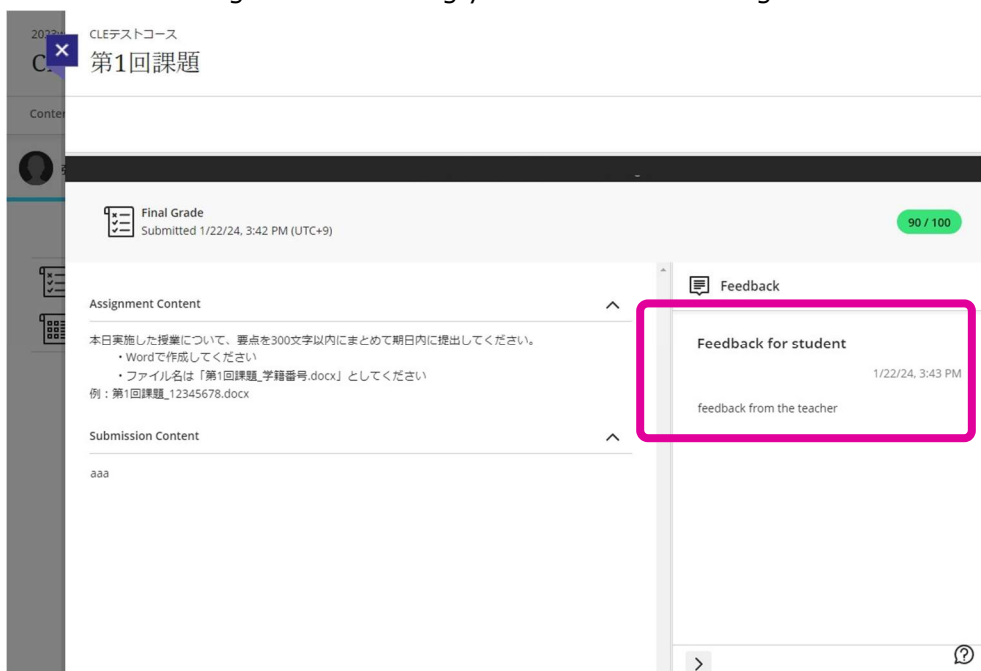 CLEテストコース
第1回課題
Final Grade
Submitted 1/22/24, 3:42 PM (UTC+9)
90 / 100
Assignment Content
本日実施した授業について、要点を300文字以内にまとめて期日内に提出してください。
・Wordで作成してください
・ファイル名は「第1回課題_学籍番号.docx」としてください
例：第1回課題_12345678.docx
Submission Content
aaa
Feedback
Feedback for student
1/22/24, 3:43 PM
feedback from the teacher